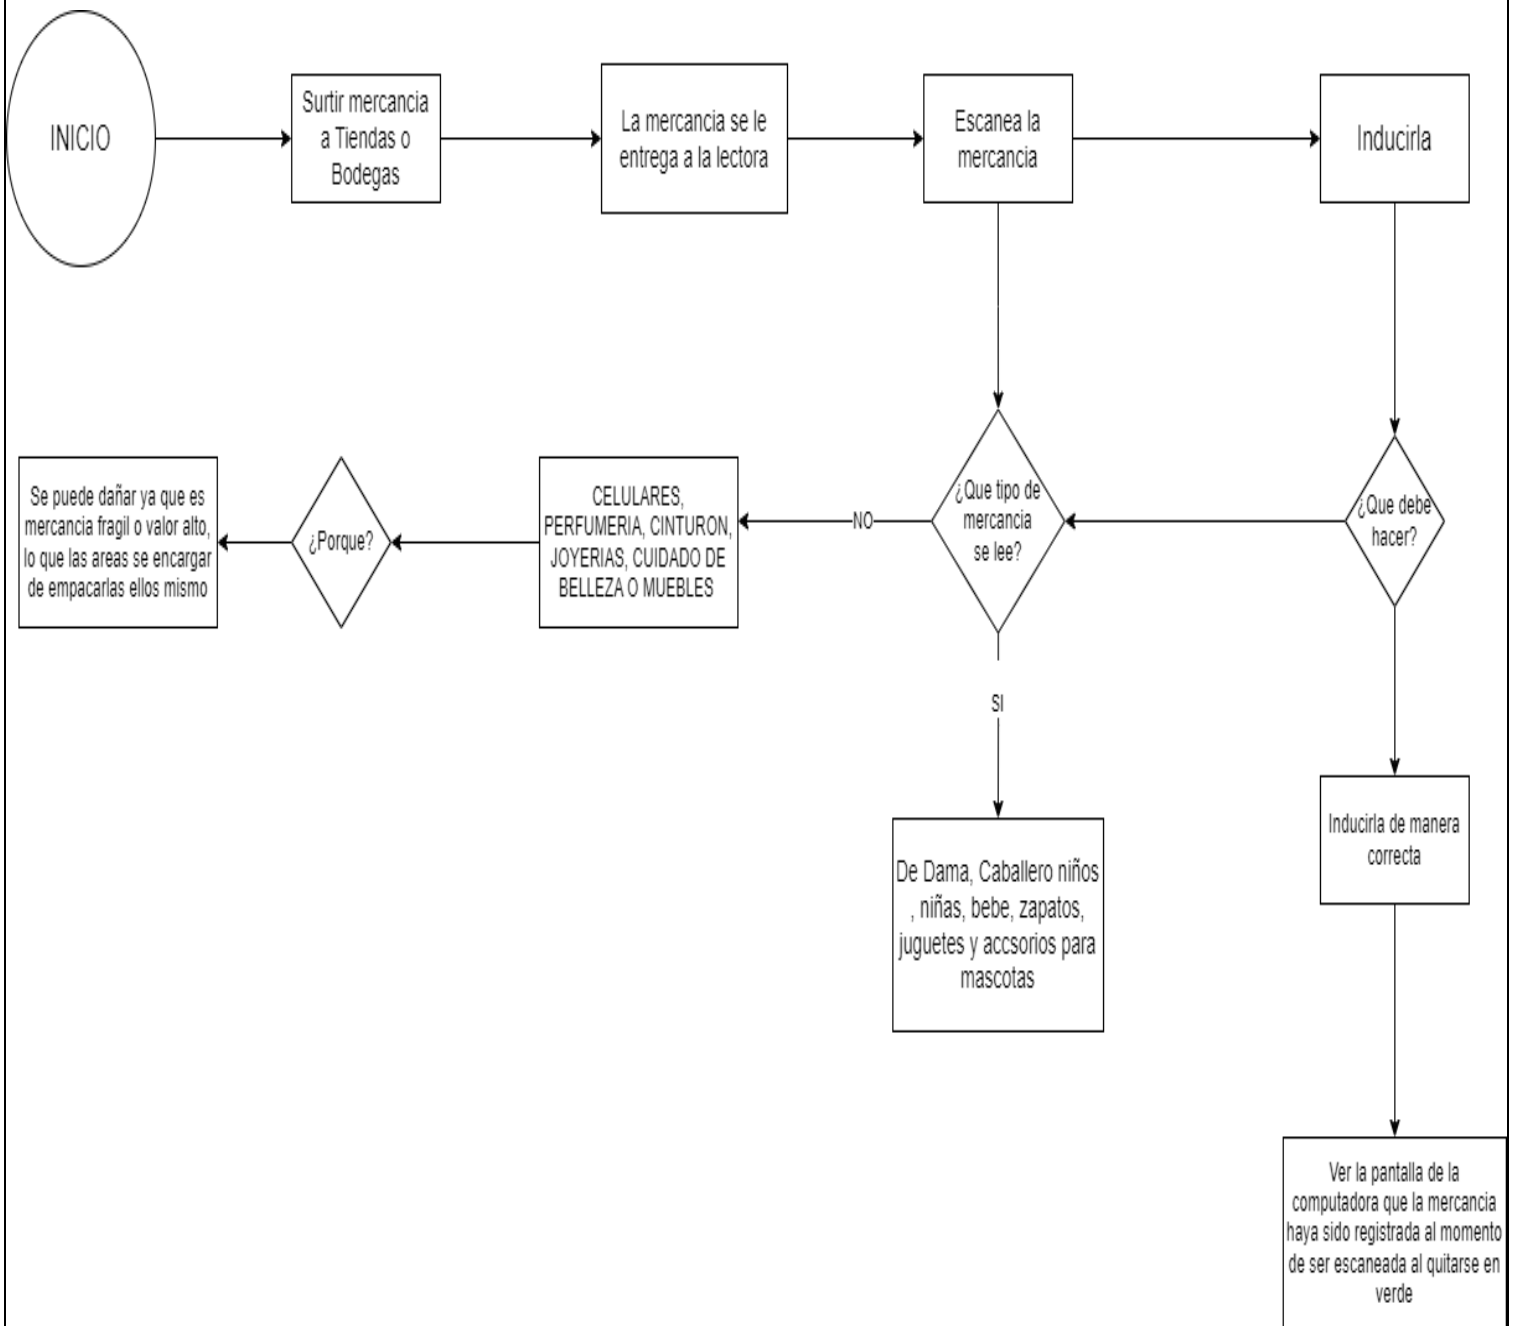 INICIO
Surtir mercancia
a Tiendas o
Bodegas
La mercancia se le
entrega a la lectora
Escanea la
mercancia
Inducirla
Se puede dañar ya que es
mercancia fragil o valor alto,
lo que las areas se encargar
de empacarlas ellos mismo
¿Porque?
CELULARES,
PERFUMERIA, CINTURON,
JOYERIAS, CUIDADO DE
BELLEZA O MUEBLES
NO
¿Que tipo de
mercancia
se lee?
¿Que debe
hacer?
SI
De Dama, Caballero niños
, niñas, bebe, zapatos,
juguetes y accsorios para
mascotas
Inducirla de manera
correcta
Ver la pantalla de la
computadora que la mercancia
haya sido registrada al momento
de ser escaneada al quitarse en
verde